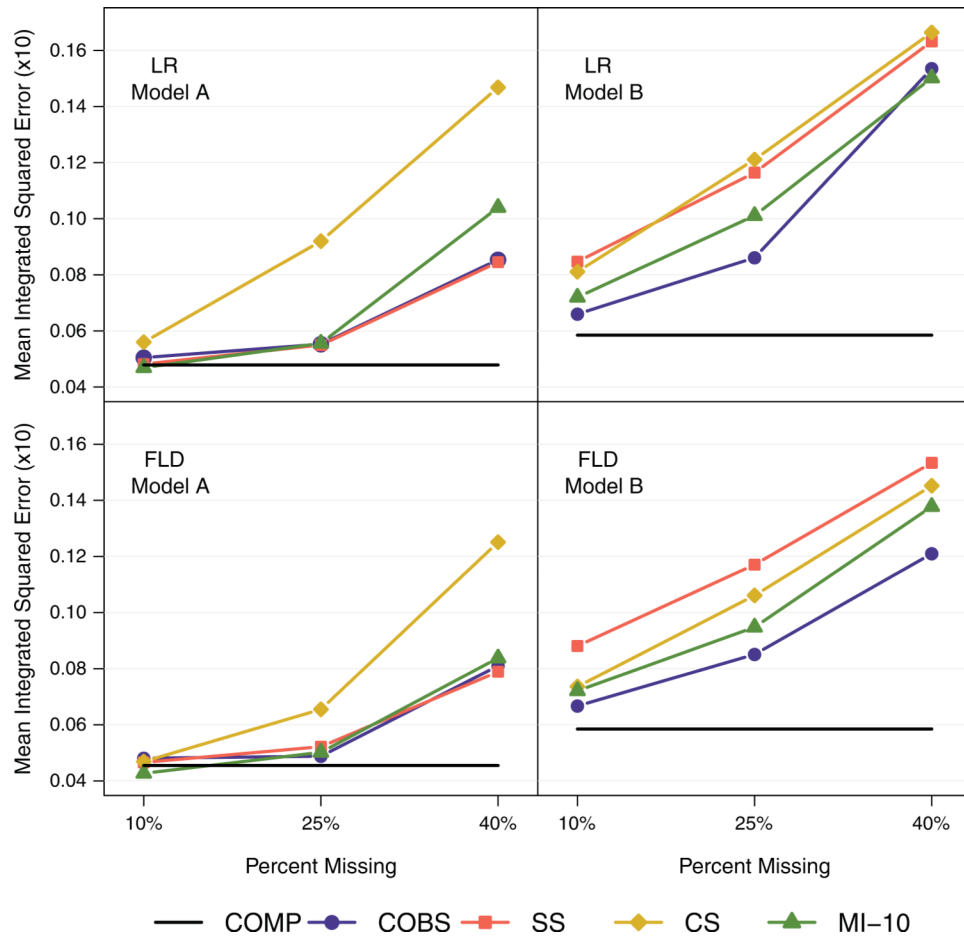 Mean Integrated Squared Error (x10)
0.16
0.14
0.12
0.10
0.08
0.06
0.04
LR
Model A
LR
Model B
Mean Integrated Squared Error (x10)
0.16
0.14
0.12
0.10
0.08
0.06
0.04
FLD
Model A
FLD
Model B
10%
25%
40%
10%
25%
40%
Percent Missing
Percent Missing
COMP COBS SS CS MI−10